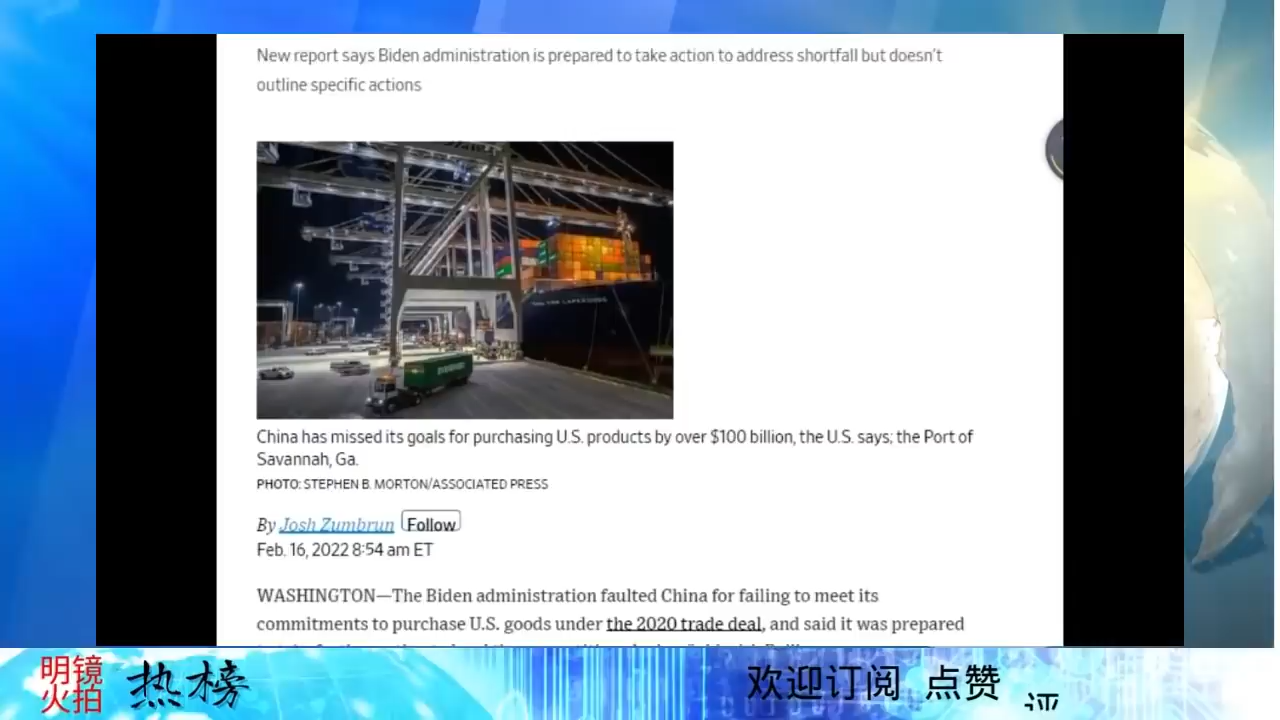 New report says Biden administration is prepared to take action to address shortfall but doesn't
outline specific actions
China has missed its goals for purchasing U.S. products by over $100 billion, the U.S. says; the Port of
Savannah, Ga.
PHOTO: STEPHEN B. MORTON/ASSOCIATED PRESS
By Josh Zumbrun Follow
Feb. 16, 2022 8:54 am ET
WASHINGTON—The Biden administration faulted China for failing to meet its
commitments to purchase U.S. goods under the 2020 trade deal, and said it was prepared
明镜
火拍
热榜
欢迎订阅 点赞